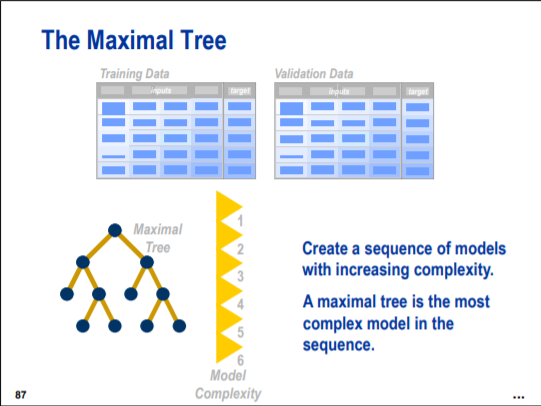 The Maximal Tree
Training Data
Validation Data
inputs
target
inputs
target
Maximal
Tree
1
2
3
4
5
6
Model
Complexity
Create a sequence of models
with increasing complexity.
A maximal tree is the most
complex model in the
sequence.
87
...